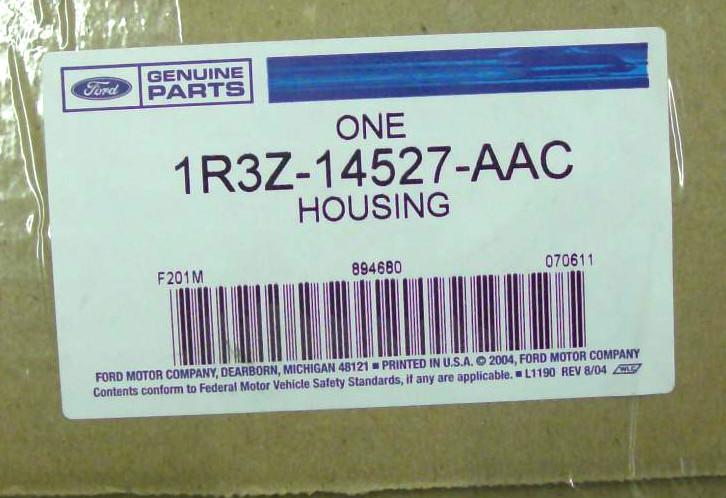 Ford GENUINE PARTS
ONE
1R3Z-14527-AAC
HOUSING
F201M 894680 070611
FORD MOTOR COMPANY, DEARBORN, MICHIGAN 48121 ■ PRINTED IN U.S.A. © 2004, FORD MOTOR COMPANY
Contents conform to Federal Motor Vehicle Safety Standards, if any are applicable. ■ L1190 REV 8/04 WLC